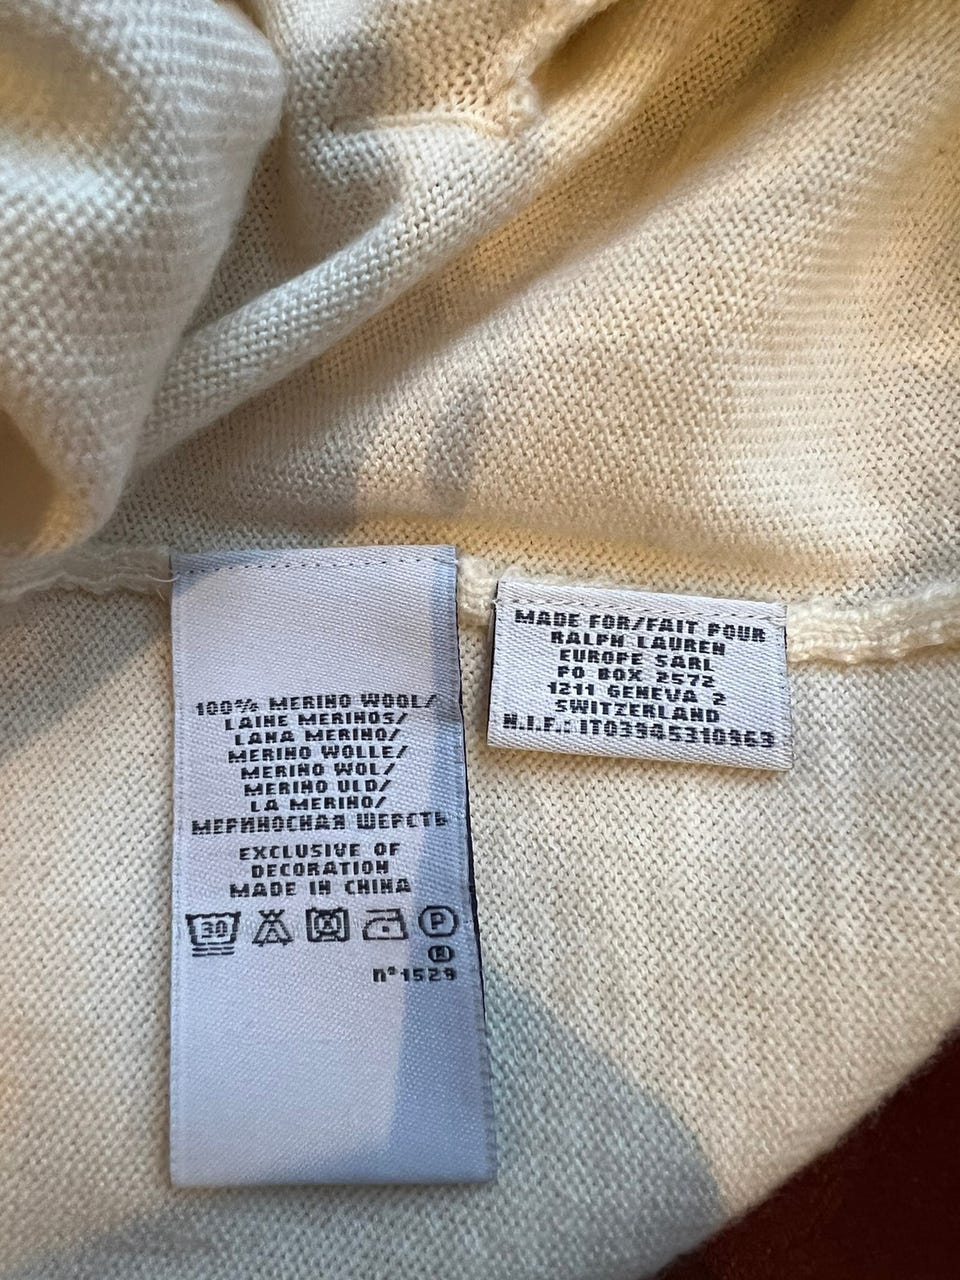 100% MERINO WOOL/
LAINE MERINOS/
LANA MERINO/
MERINO WOLLE/
MERINO WOL/
MERINO ULD/
LA MERINO/
МЕРИНОСНАЯ ШЕРСТЬ
EXCLUSIVE OF
DECORATION
MADE IN CHINA
30 P
n°1529
MADE FOR/FAIT POUR
RALPH LAUREN
EUROPE SARL
PO BOX 2572
1211 GENEVA 2
SWITZERLAND
N.I.F.: IT03945310963